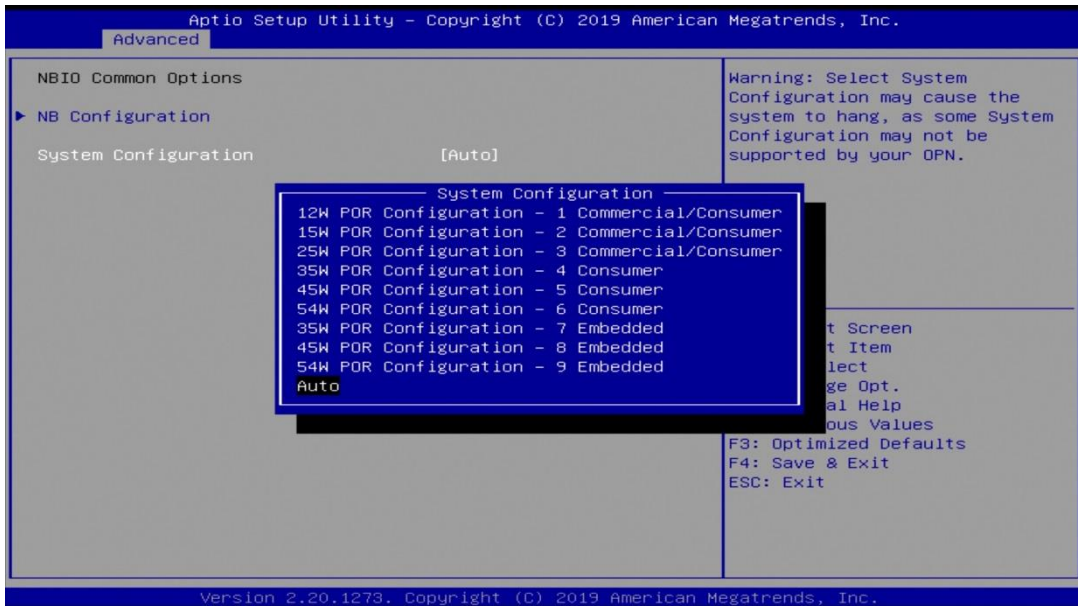 Aptio Setup Utility – Copyright (C) 2019 American Megatrends, Inc.
Advanced
NBIO Common Options
NB Configuration
System Configuration [Auto]
Warning: Select System
Configuration may cause the
system to hang, as some System
Configuration may not be
supported by your OPN.
System Configuration
12W POR Configuration – 1 Commercial/Consumer
15W POR Configuration – 2 Commercial/Consumer
25W POR Configuration – 3 Commercial/Consumer
35W POR Configuration – 4 Consumer
45W POR Configuration – 5 Consumer
54W POR Configuration – 6 Consumer
35W POR Configuration – 7 Embedded
45W POR Configuration – 8 Embedded
54W POR Configuration – 9 Embedded
Auto
t Screen
t Item
lect
ge Opt.
al Help
ous Values
F3: Optimized Defaults
F4: Save & Exit
ESC: Exit
Version 2.20.1273. Copyright (C) 2019 American Megatrends, Inc.